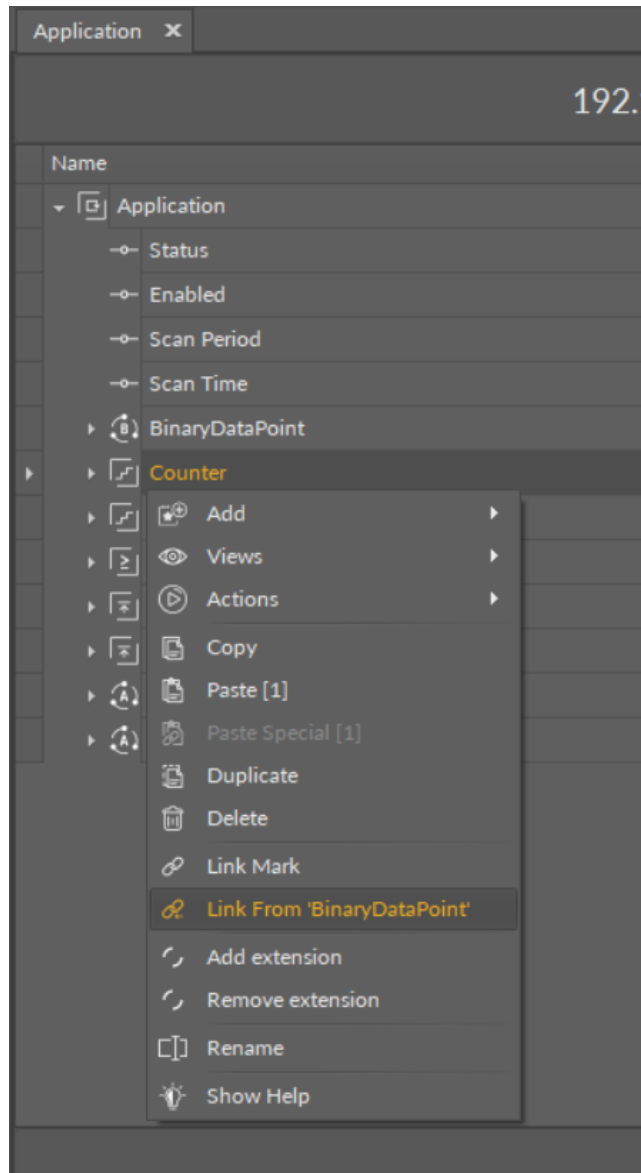 Application
192.
Name
Application
Status
Enabled
Scan Period
Scan Time
BinaryDataPoint
Counter
Add
Views
Actions
Copy
Paste [1]
Paste Special [1]
Duplicate
Delete
Link Mark
Link From 'BinaryDataPoint'
Add extension
Remove extension
Rename
Show Help